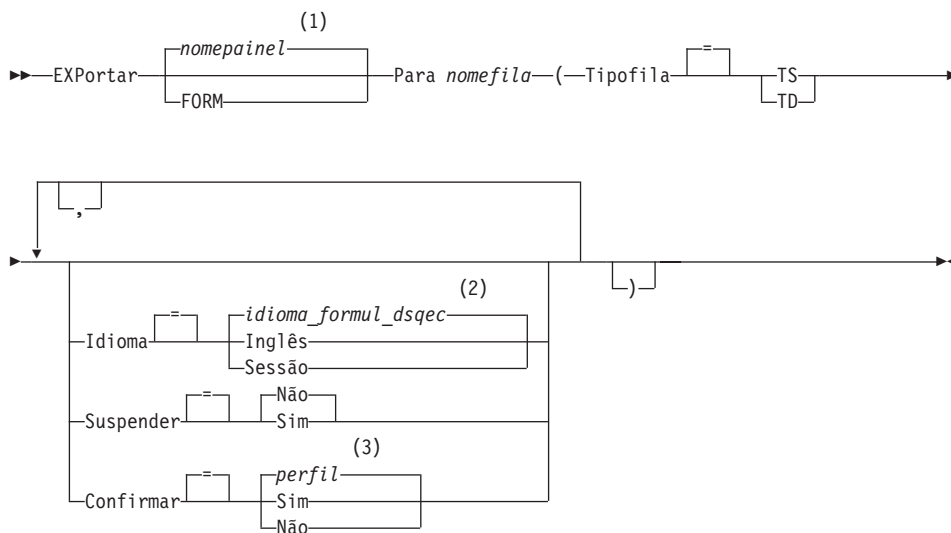 (1)
nomepainel
EXPortar Para nomefila ( Tipofila = TS
FORM TD
,
)
(2)
idioma_formul_dsqec
Idioma = Inglês
Sessão
Não
Suspender = Sim
(3)
perfil
Confirmar = Sim
Não